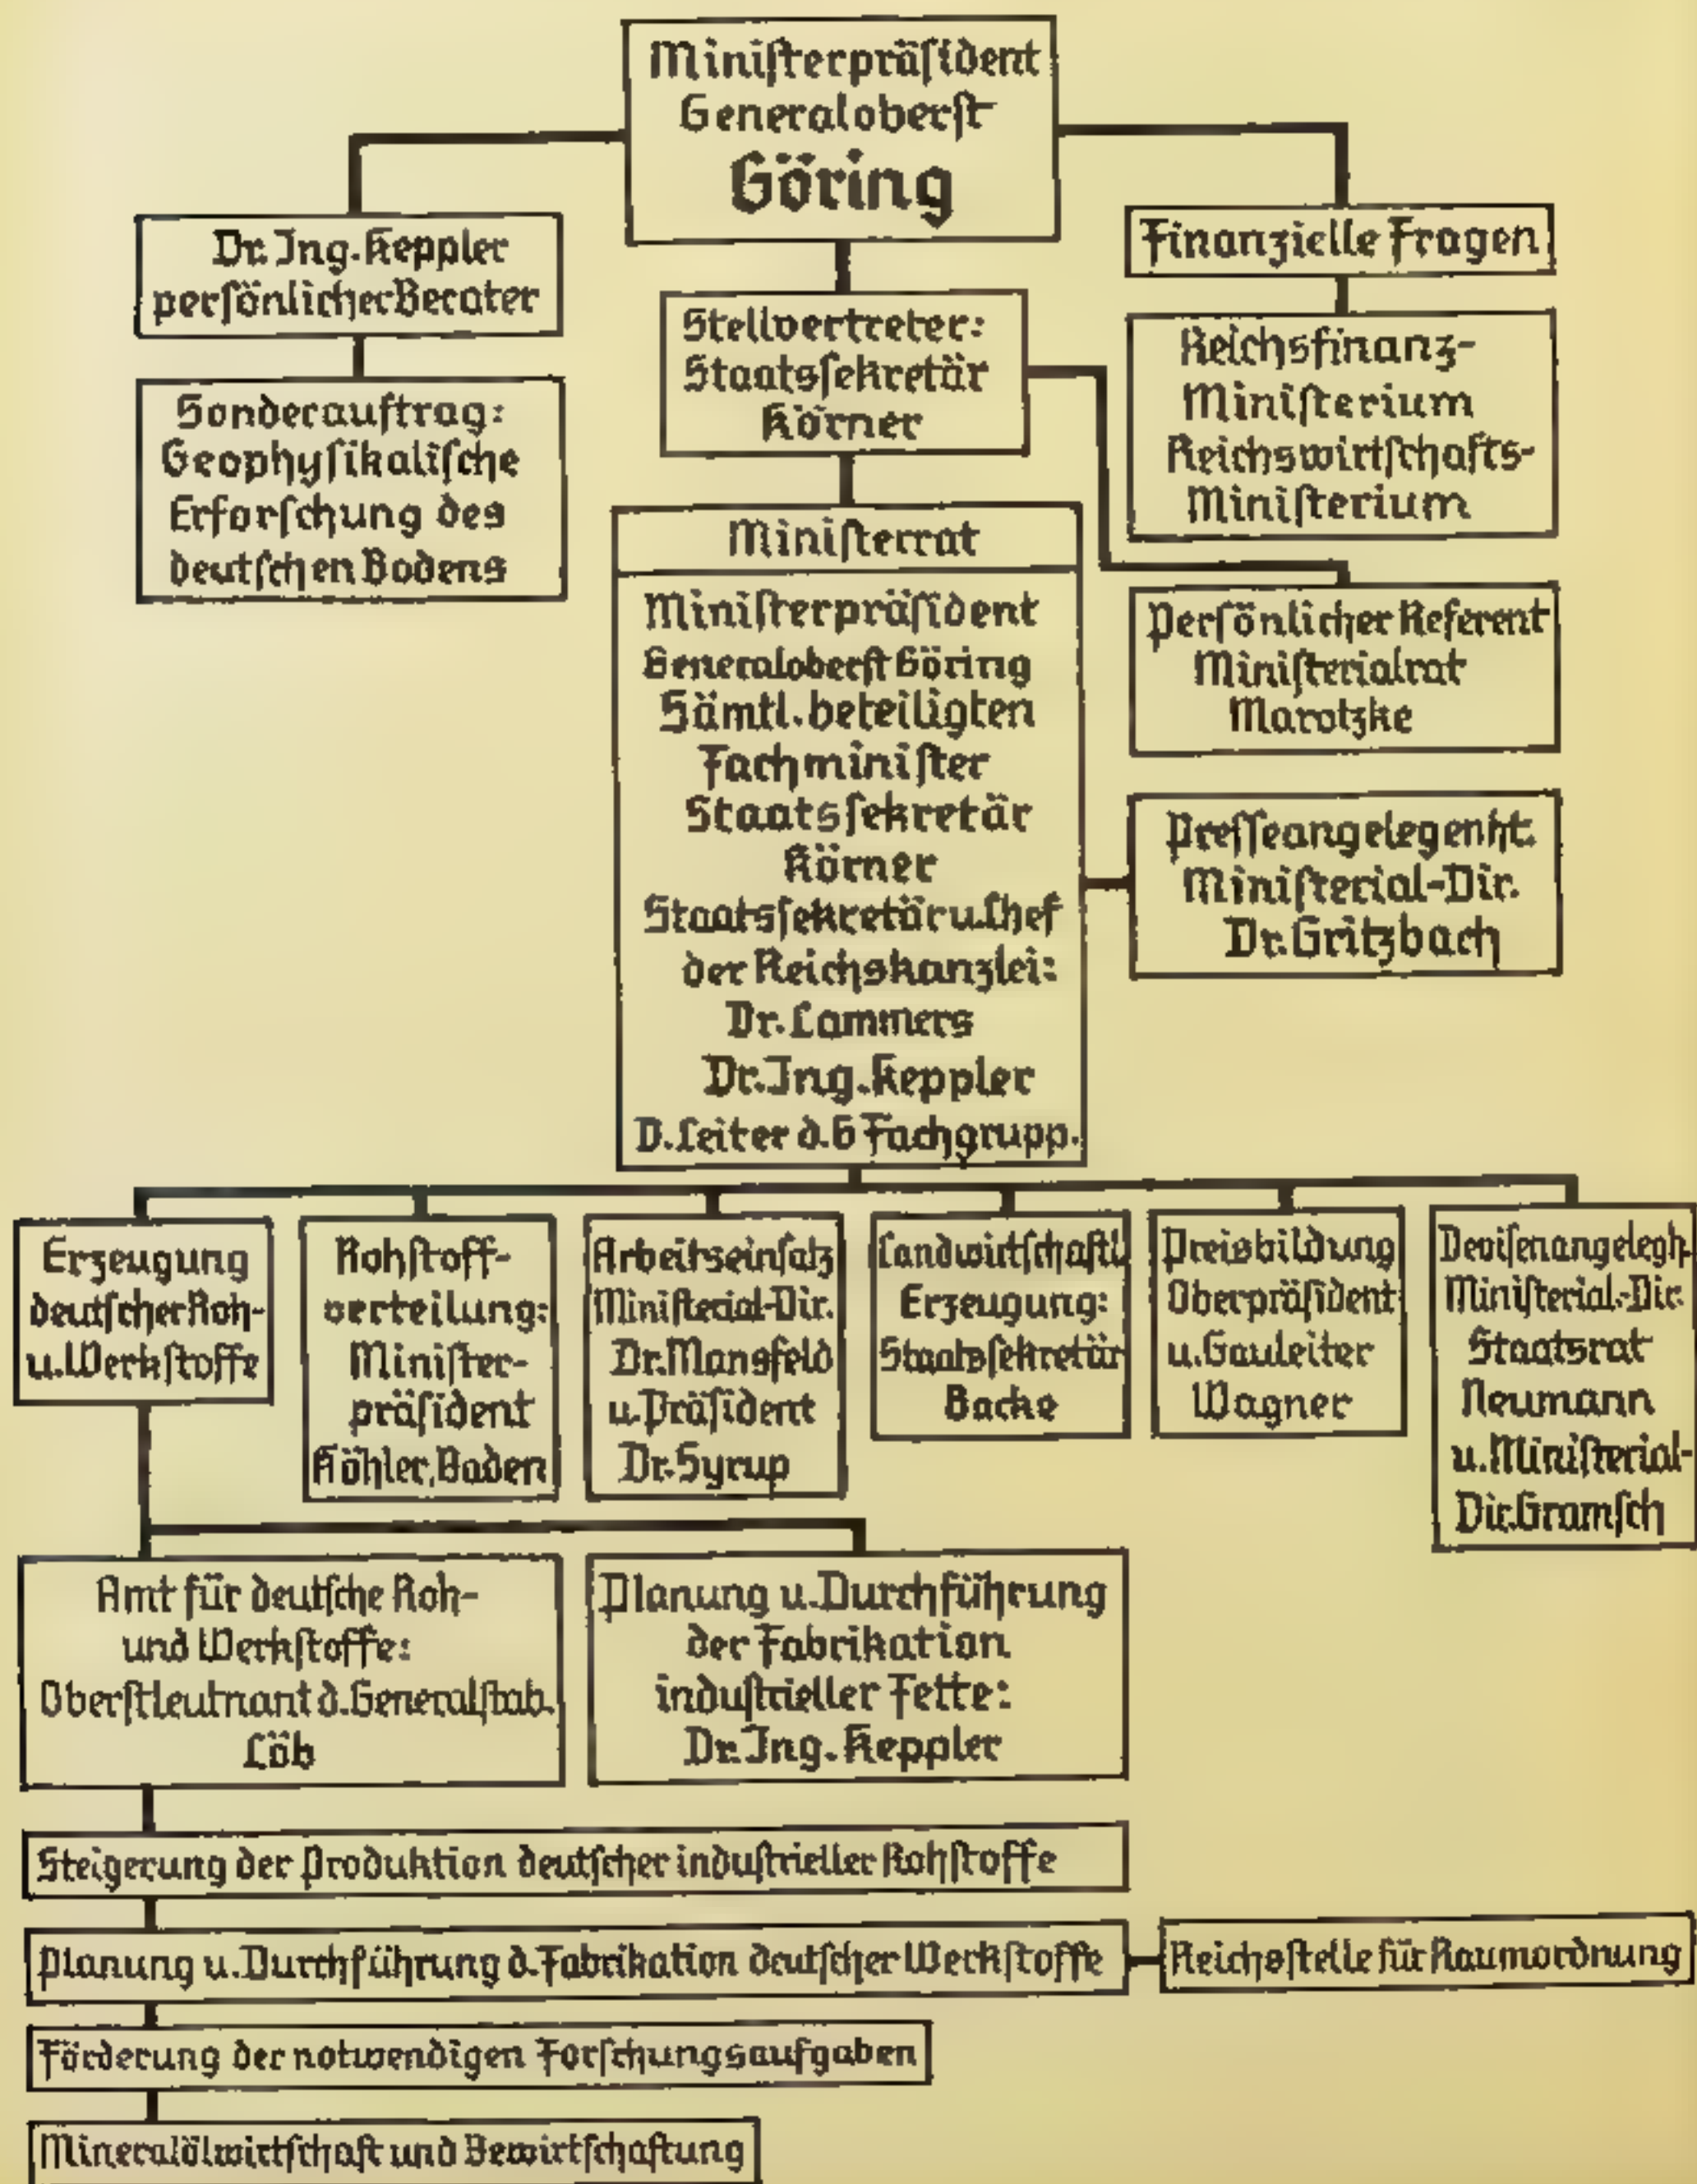 Ministerpräsident
Generaloberst
Göring
Dr. Ing. Keppler
persönlicher Berater
Sonderauftrag:
Geophysikalische
Erforschung des
deutschen Bodens
Stellvertreter:
Staatssekretär
Körner
Finanzielle Fragen
Reichsfinanz-
Ministerium
Reichswirtschafts-
Ministerium
Persönlicher Referent
Ministerialrat
Marotzke
Ministerrat
Ministerpräsident
Generaloberst Göring
Sämtl. beteiligten
Fachminister
Staatssekretär
Körner
Staatssekretär u. Chef
der Reichskanzlei:
Dr. Lammers
Dr. Ing. Keppler
D. Leiter d. 6 Fachgrupp.
Presseangelegenht.
Ministerial-Dir.
Dr. Gritzbach
Erzeugung
deutscher Roh-
u. Werkstoffe
Rohstoff-
verteilung:
Minister-
präsident
Köhler, Baden
Arbeitseinsatz
Ministerial-Dir.
Dr. Mansfeld
u. Präsident
Dr. Syrup
Landwirtschaftl.
Erzeugung:
Staatssekretär
Backe
Preisbildung
Oberpräsident
u. Gauleiter
Wagner
Devisenangelegh.
Ministerial.-Dir.
Staatsrat
Neumann
u. Ministerial-
Dir. Gramsch
Amt für deutsche Roh-
und Werkstoffe:
Oberstleutnant d. Generalstab.
Löb
Planung u. Durchführung
der Fabrikation
industrieller Fette:
Dr. Ing. Keppler
Steigerung der Produktion deutscher industrieller Rohstoffe
Planung u. Durchführung d. Fabrikation deutscher Werkstoffe
Reichsstelle für Raumordnung
Förderung der notwendigen Forschungsaufgaben
Mineralölwirtschaft und Bewirtschaftung